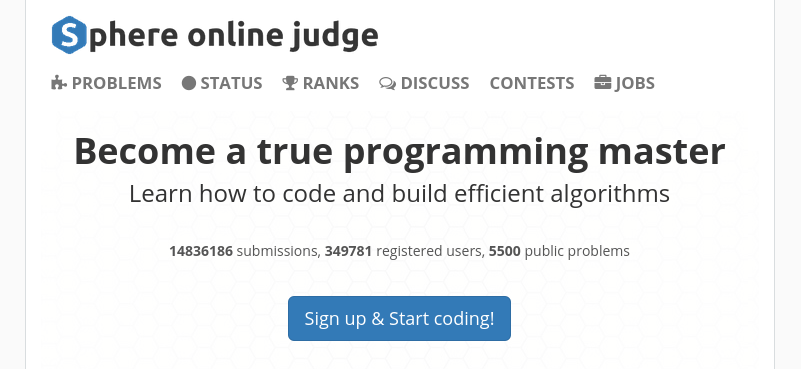 Sphere online judge
PROBLEMS STATUS RANKS DISCUSS CONTESTS JOBS
Become a true programming master
Learn how to code and build efficient algorithms
14836186 submissions, 349781 registered users, 5500 public problems
Sign up & Start coding!